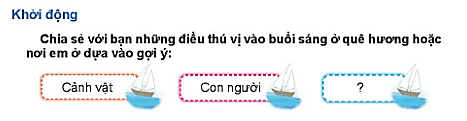 Khởi động
Chia sẻ với bạn những điều thú vị vào buổi sáng ở quê hương hoặc
nơi em ở dựa vào gợi ý:
Cảnh vật Con người ?